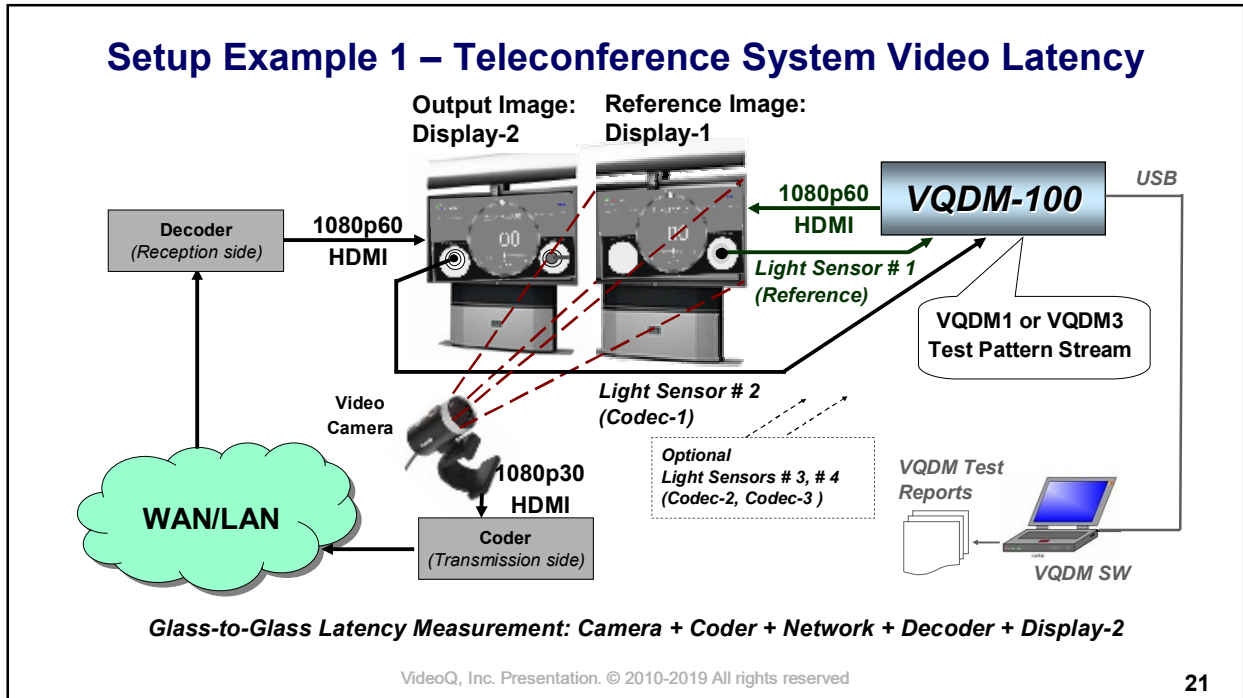 Setup Example 1 – Teleconference System Video Latency
Output Image:
Display-2
Reference Image:
Display-1
Decoder
(Reception side)
1080p60
HDMI
00
00
1080p60
HDMI
VQDM-100
USB
Light Sensor # 1
(Reference)
VQDM1 or VQDM3
Test Pattern Stream
Light Sensor # 2
(Codec-1)
Video
Camera
1080p30
HDMI
Optional
Light Sensors # 3, # 4
(Codec-2, Codec-3 )
VQDM Test
Reports
WAN/LAN
Coder
(Transmission side)
Laptop
VQDM SW
Glass-to-Glass Latency Measurement: Camera + Coder + Network + Decoder + Display-2
VideoQ, Inc. Presentation. © 2010-2019 All rights reserved
21